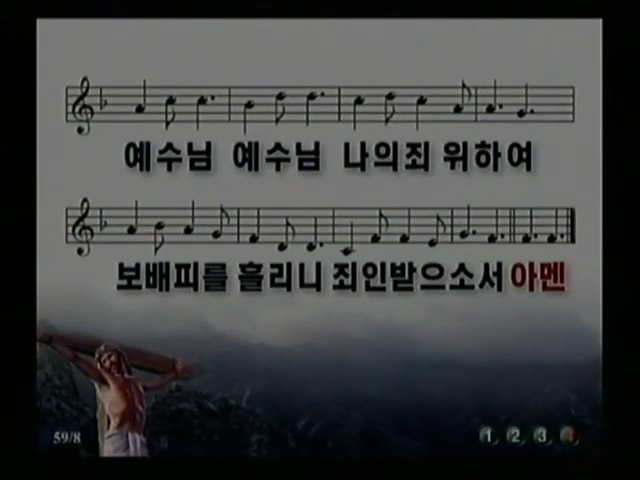 예수님 예수님 나의죄 위하여
보배피를 흘리니 죄인받으소서 아멘
59/8
1 2 3 4